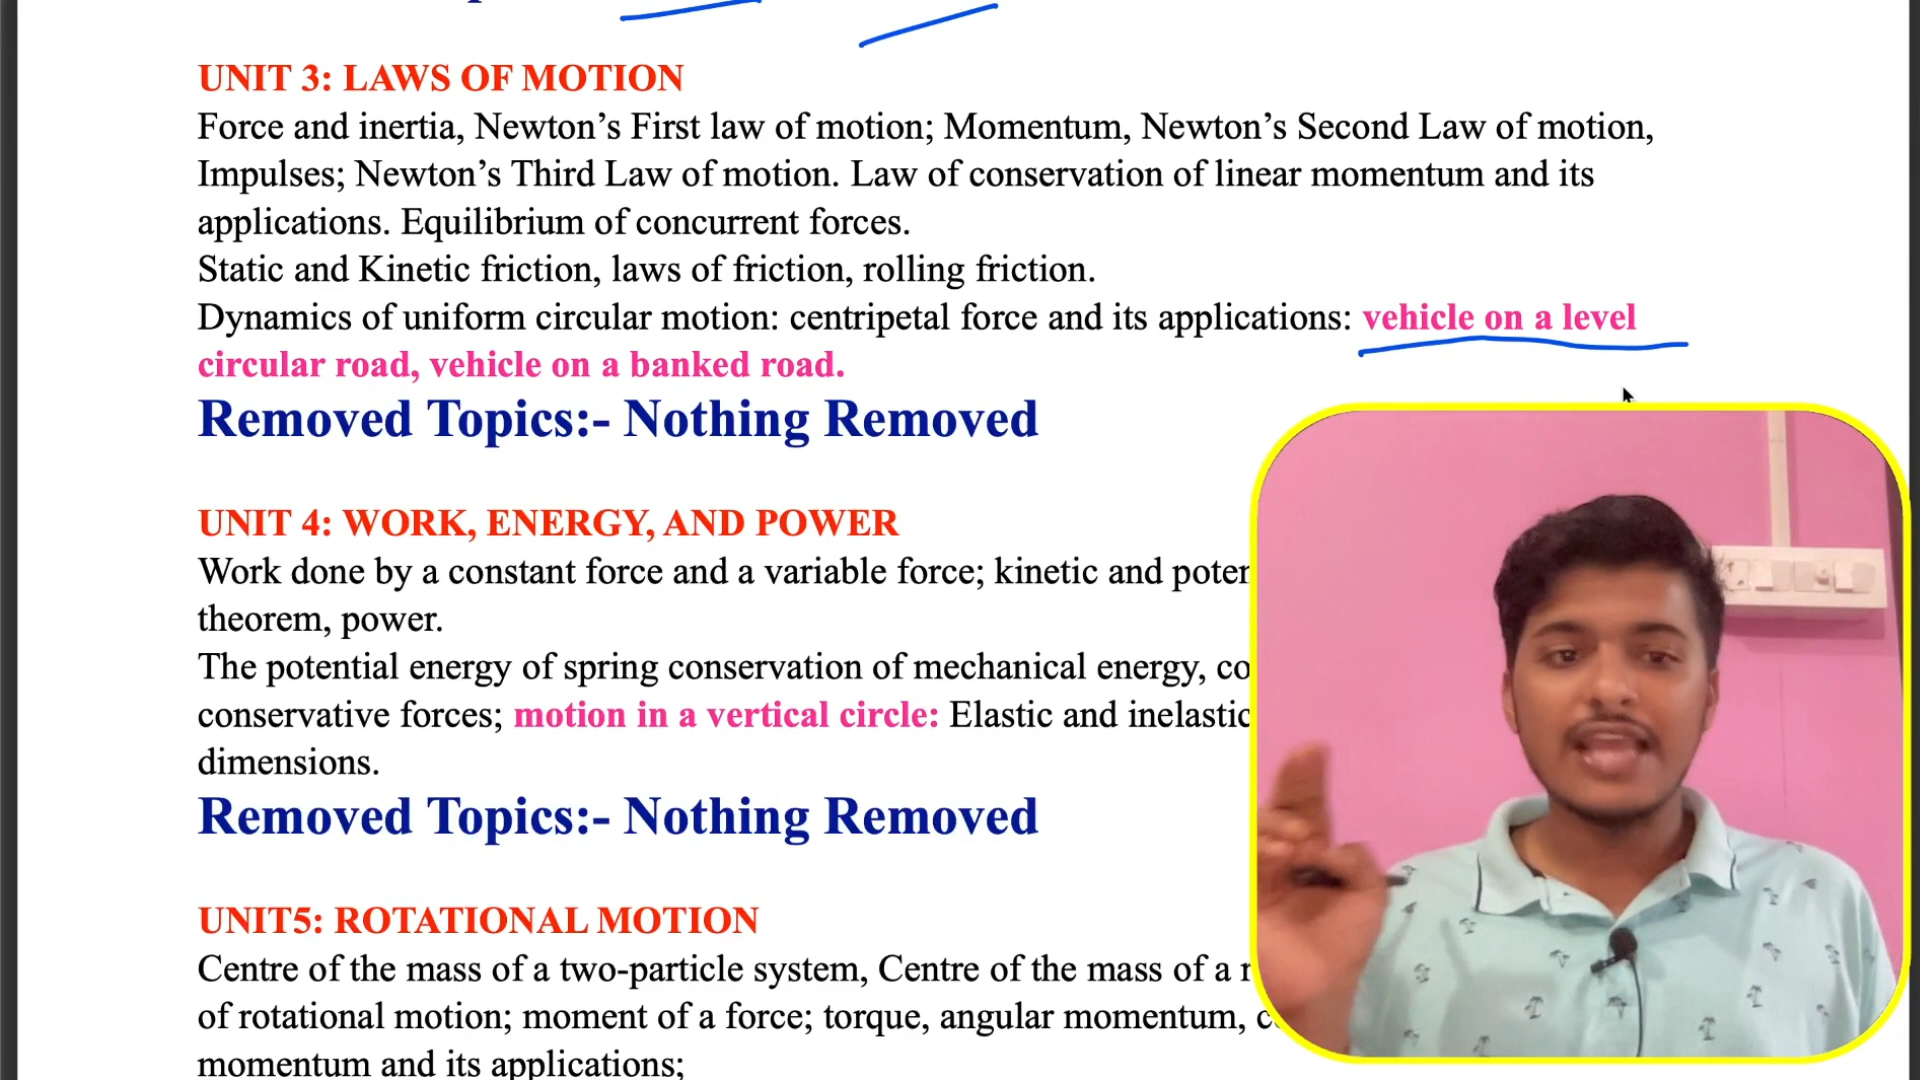 UNIT 3: LAWS OF MOTION
Force and inertia, Newton’s First law of motion; Momentum, Newton’s Second Law of motion,
Impulses; Newton’s Third Law of motion. Law of conservation of linear momentum and its
applications. Equilibrium of concurrent forces.
Static and Kinetic friction, laws of friction, rolling friction.
Dynamics of uniform circular motion: centripetal force and its applications: vehicle on a level
circular road, vehicle on a banked road.
Removed Topics:- Nothing Removed
UNIT 4: WORK, ENERGY, AND POWER
Work done by a constant force and a variable force; kinetic and poten
theorem, power.
The potential energy of spring conservation of mechanical energy, co
conservative forces; motion in a vertical circle: Elastic and inelastic
dimensions.
Removed Topics:- Nothing Removed
UNIT5: ROTATIONAL MOTION
Centre of the mass of a two-particle system, Centre of the mass of a r
of rotational motion; moment of a force; torque, angular momentum,
momentum and its applications;